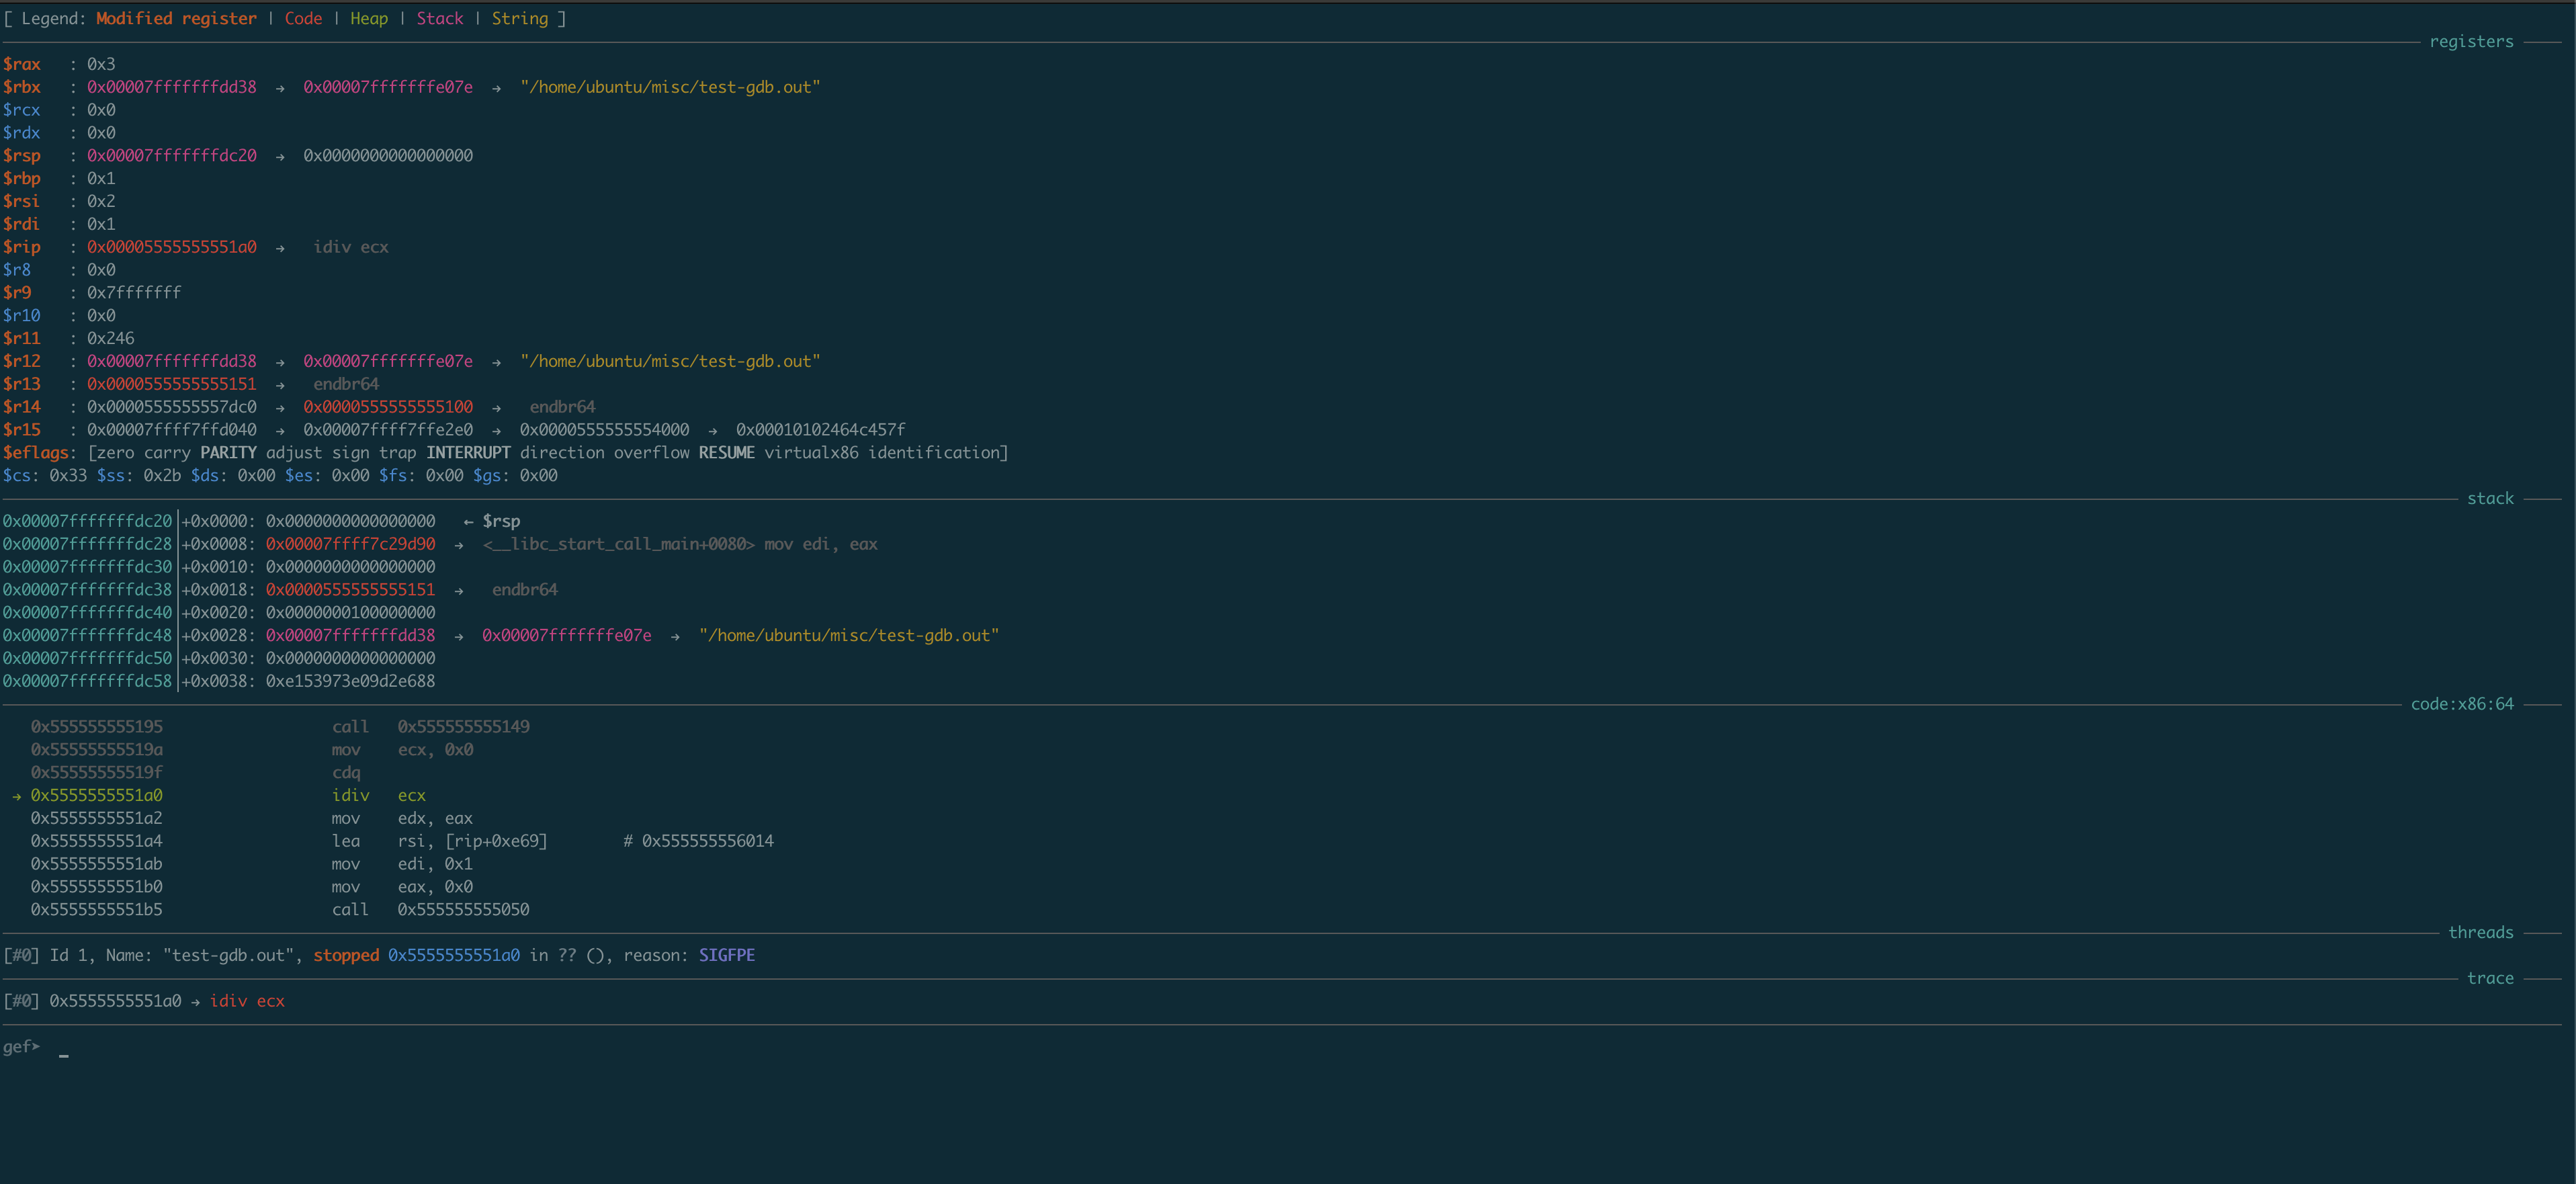 [ Legend: Modified register | Code | Heap | Stack | String ]
registers
$rax   : 0x3
$rbx   : 0x00007fffffffdd38  →  0x00007fffffffe07e  →  "/home/ubuntu/misc/test-gdb.out"
$rcx   : 0x0
$rdx   : 0x0
$rsp   : 0x00007fffffffdc20  →  0x0000000000000000
$rbp   : 0x1
$rsi   : 0x2
$rdi   : 0x1
$rip   : 0x00005555555551a0  →   idiv ecx
$r8    : 0x0
$r9    : 0x7fffffff
$r10   : 0x0
$r11   : 0x246
$r12   : 0x00007fffffffdd38  →  0x00007fffffffe07e  →  "/home/ubuntu/misc/test-gdb.out"
$r13   : 0x0000555555555151  →   endbr64
$r14   : 0x0000555555557dc0  →  0x0000555555555100  →   endbr64
$r15   : 0x00007ffff7ffd040  →  0x00007ffff7ffe2e0  →  0x0000555555554000  →  0x00010102464c457f
$eflags: [zero carry PARITY adjust sign trap INTERRUPT direction overflow RESUME virtualx86 identification]
$cs: 0x33 $ss: 0x2b $ds: 0x00 $es: 0x00 $fs: 0x00 $gs: 0x00
stack
0x00007fffffffdc20│+0x0000: 0x0000000000000000   ← $rsp
0x00007fffffffdc28│+0x0008: 0x00007ffff7c29d90  →  <__libc_start_call_main+0080> mov edi, eax
0x00007fffffffdc30│+0x0010: 0x0000000000000000
0x00007fffffffdc38│+0x0018: 0x0000555555555151  →   endbr64
0x00007fffffffdc40│+0x0020: 0x0000000100000000
0x00007fffffffdc48│+0x0028: 0x00007fffffffdd38  →  0x00007fffffffe07e  →  "/home/ubuntu/misc/test-gdb.out"
0x00007fffffffdc50│+0x0030: 0x0000000000000000
0x00007fffffffdc58│+0x0038: 0xe153973e09d2e688
code:x86:64
0x555555555195                  call   0x555555555149
0x55555555519a                  mov    ecx, 0x0
0x55555555519f                  cdq
→ 0x5555555551a0                  idiv   ecx
0x5555555551a2                  mov    edx, eax
0x5555555551a4                  lea    rsi, [rip+0xe69]        # 0x555555556014
0x5555555551ab                  mov    edi, 0x1
0x5555555551b0                  mov    eax, 0x0
0x5555555551b5                  call   0x555555555050
threads
[#0] Id 1, Name: "test-gdb.out", stopped 0x5555555551a0 in ?? (), reason: SIGFPE
trace
[#0] 0x5555555551a0 → idiv ecx
gef➤  _